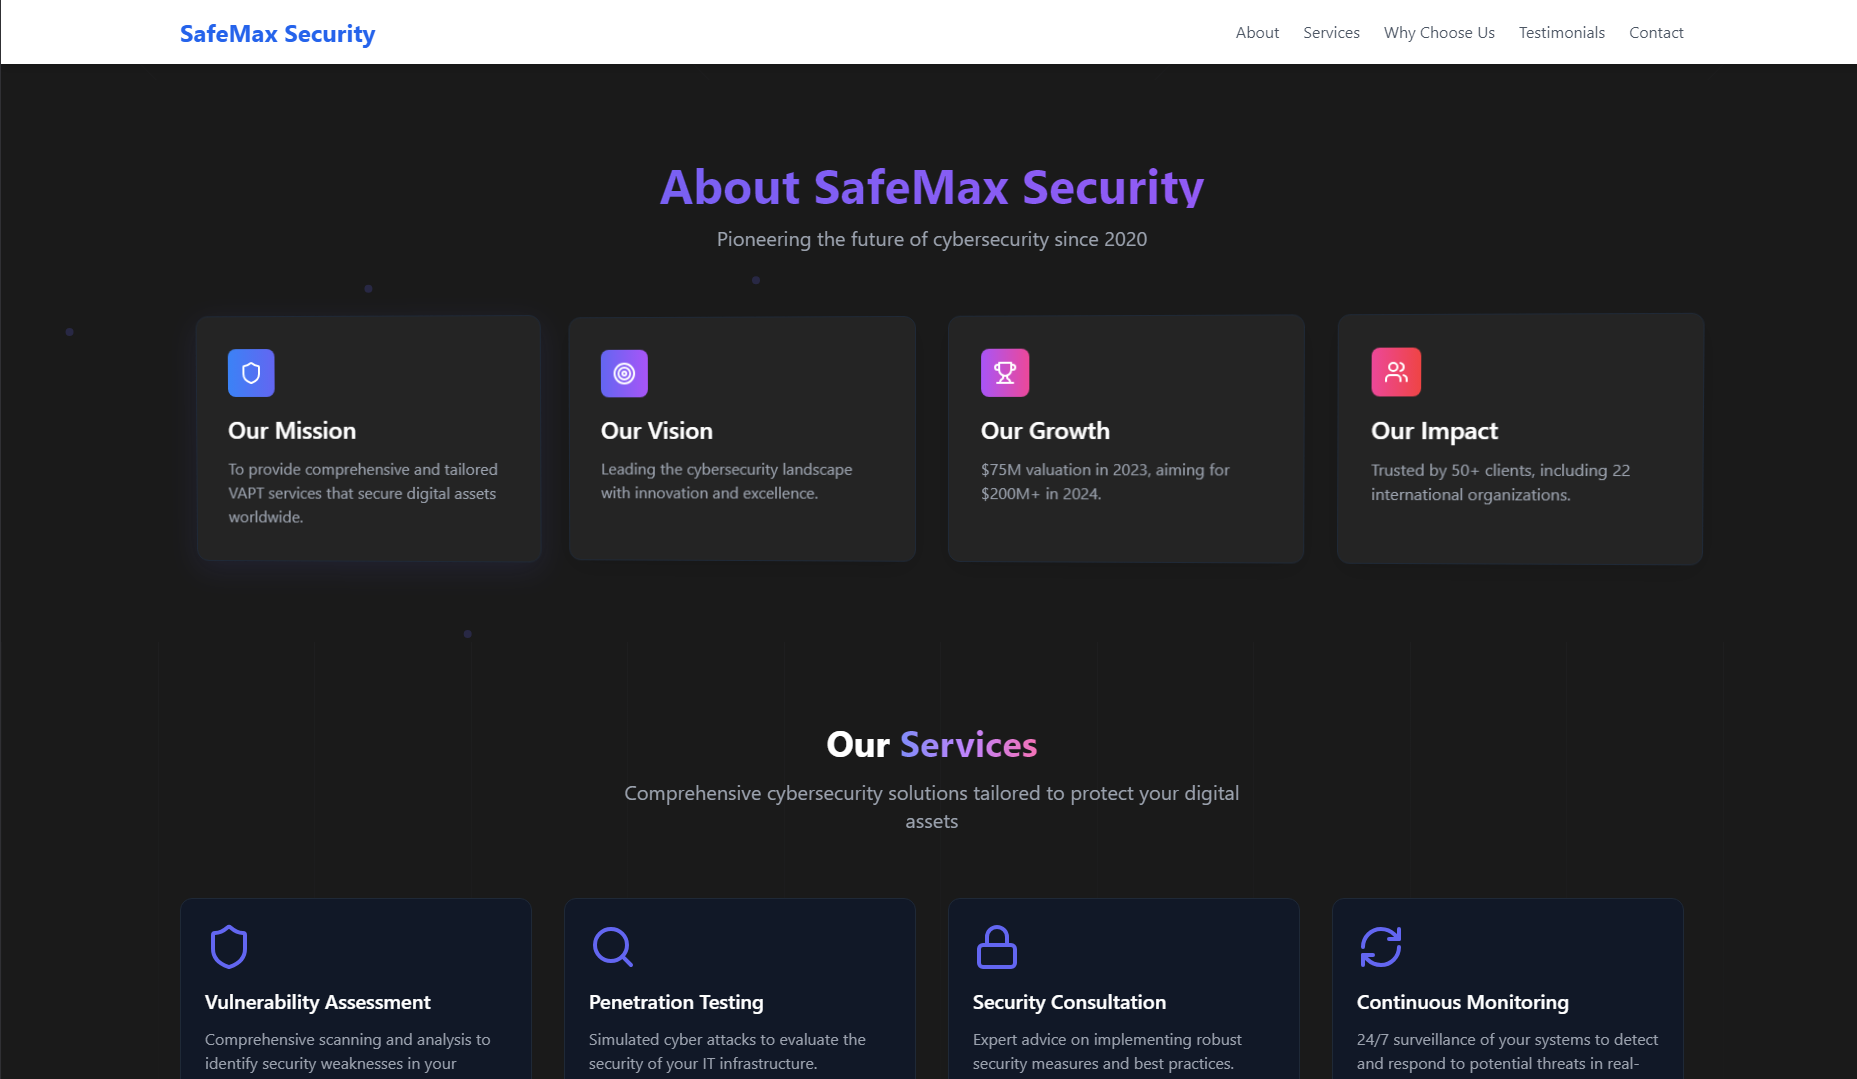 SafeMax Security
About Services Why Choose Us Testimonials Contact
About SafeMax Security
Pioneering the future of cybersecurity since 2020
Our Mission
To provide comprehensive and tailored
VAPT services that secure digital assets
worldwide.
Our Vision
Leading the cybersecurity landscape
with innovation and excellence.
Our Growth
$75M valuation in 2023, aiming for
$200M+ in 2024.
Our Impact
Trusted by 50+ clients, including 22
international organizations.
Our Services
Comprehensive cybersecurity solutions tailored to protect your digital
assets
Vulnerability Assessment
Comprehensive scanning and analysis to
identify security weaknesses in your
Penetration Testing
Simulated cyber attacks to evaluate the
security of your IT infrastructure.
Security Consultation
Expert advice on implementing robust
security measures and best practices.
Continuous Monitoring
24/7 surveillance of your systems to detect
and respond to potential threats in real-